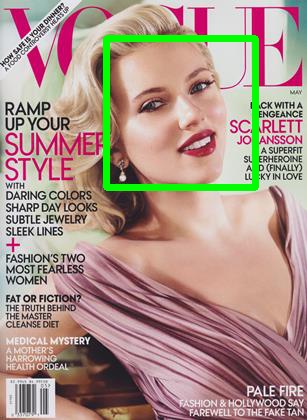 HOW SAFE IS YOUR DINNER?
A FOOD CONTROVERSY HEATS UP
VOGUE
MAY
RAMP
UP YOUR
SUMMER
STYLE
WITH
DARING COLORS
SHARP DAY LOOKS
SUBTLE JEWELRY
SLEEK LINES
+
FASHION'S TWO
MOST FEARLESS
WOMEN
FAT OR FICTION?
THE TRUTH BEHIND
THE MASTER
CLEANSE DIET
MEDICAL MYSTERY
A MOTHER'S
HARROWING
HEALTH ORDEAL
BACK WITH A
VENGEANCE
SCARLETT
JOHANSSON
A SUPERFIT
SUPERHEROINE
AND (FINALLY)
LUCKY IN LOVE
PALE FIRE
FASHION & HOLLYWOOD SAY
FAREWELL TO THE FAKE TAN